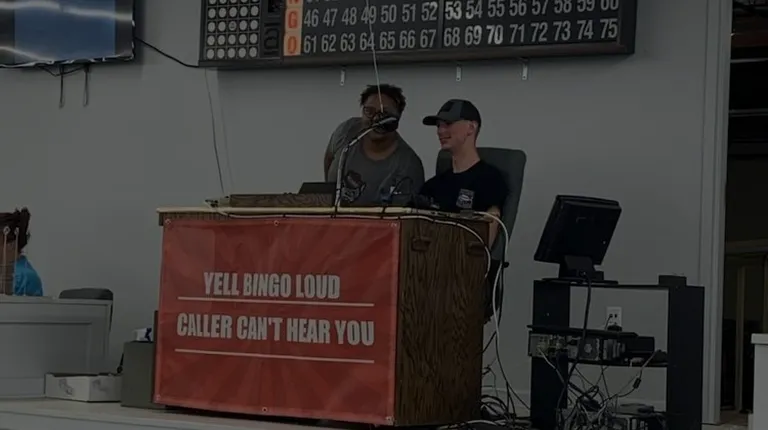 NGO
46 47 48 49 50 51 52 53 54 55 56 57 58 59 60
61 62 63 64 65 66 67 68 69 70 71 72 73 74 75
YELL BINGO LOUD
CALLER CAN'T HEAR YOU